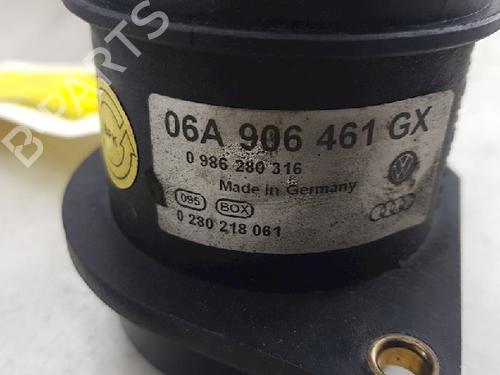 06A 906 461 GX
0 986 280 316
Made in Germany
095 BOX
0 280 218 061
B-PARTS